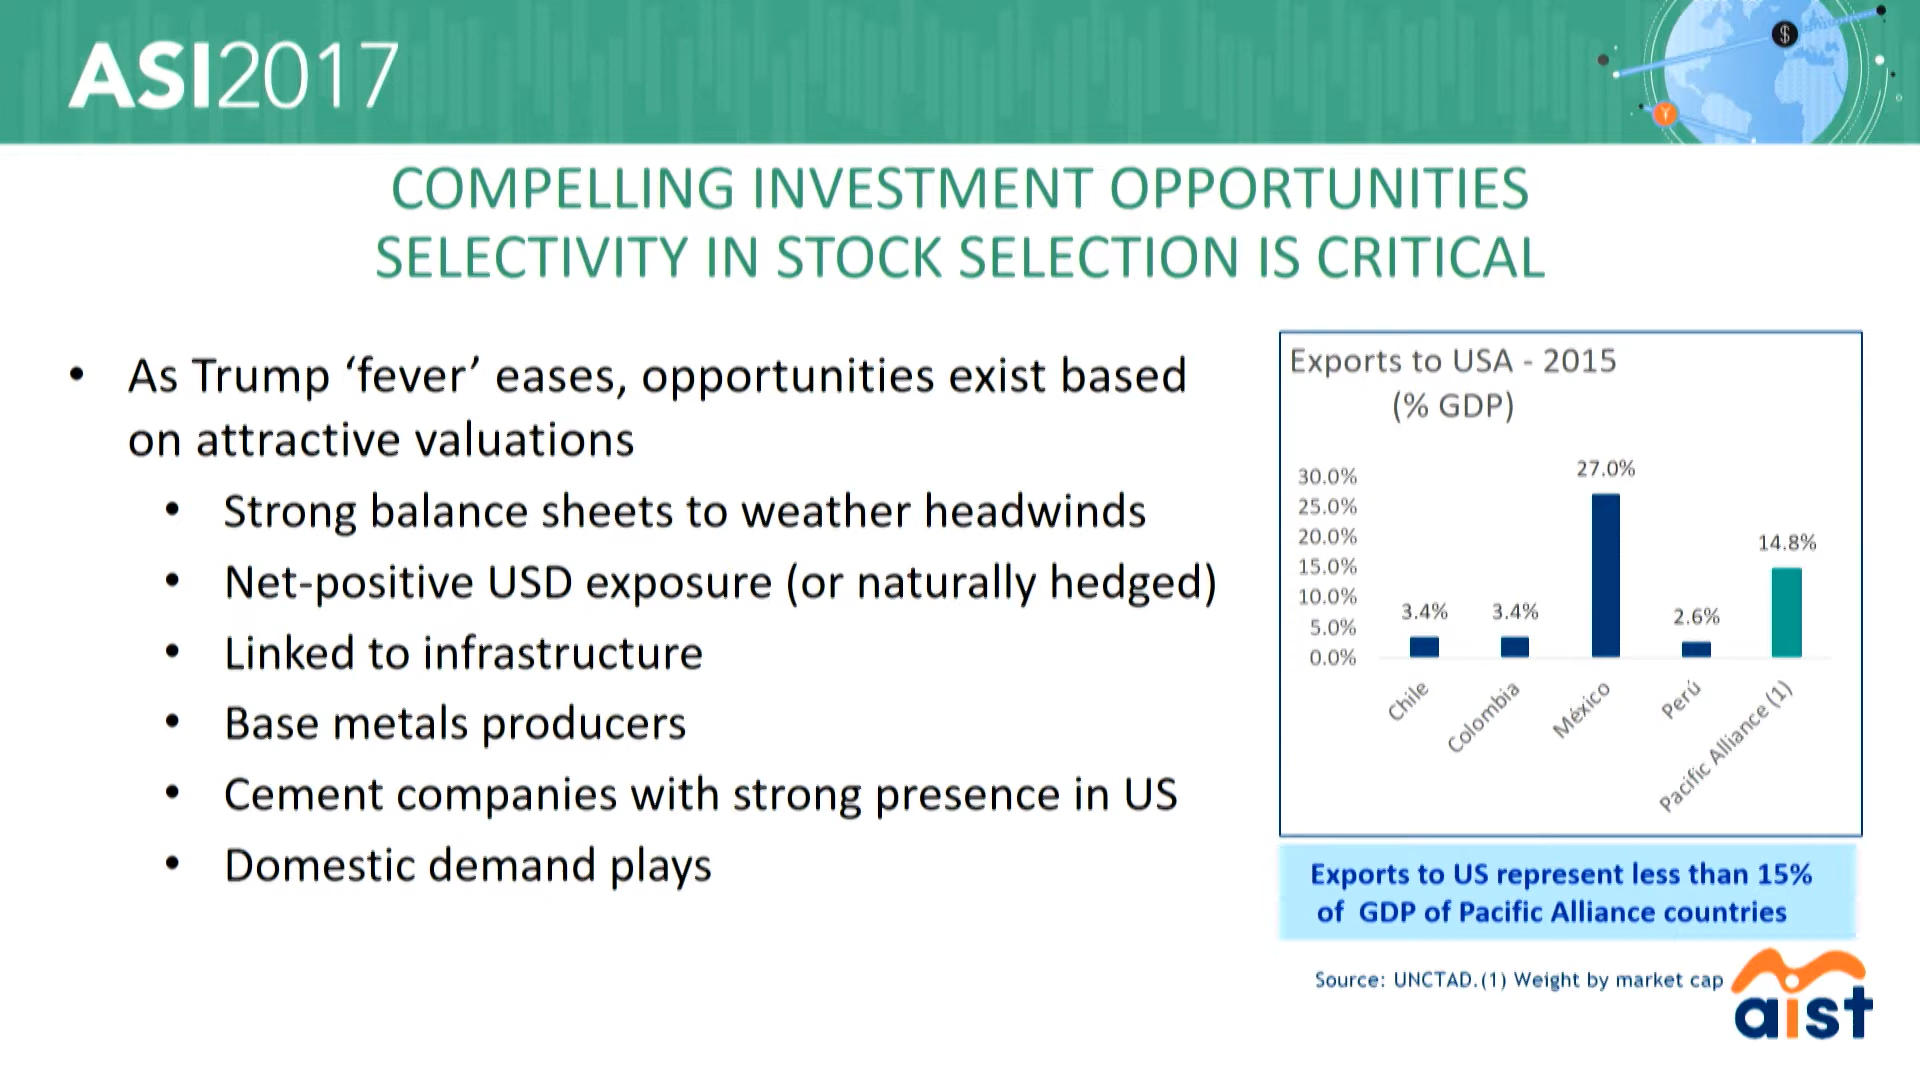 ASI2017
$
¥
COMPELLING INVESTMENT OPPORTUNITIES
SELECTIVITY IN STOCK SELECTION IS CRITICAL
• As Trump ‘fever’ eases, opportunities exist based
on attractive valuations
• Strong balance sheets to weather headwinds
• Net-positive USD exposure (or naturally hedged)
• Linked to infrastructure
• Base metals producers
• Cement companies with strong presence in US
• Domestic demand plays
Exports to USA - 2015
(% GDP)
30.0%
25.0%
20.0%
15.0%
10.0%
5.0%
0.0%
3.4%
3.4%
27.0%
2.6%
14.8%
Chile
Colombia
México
Perú
Pacific Alliance (1)
Exports to US represent less than 15%
of GDP of Pacific Alliance countries
Source: UNCTAD.(1) Weight by market cap
aist